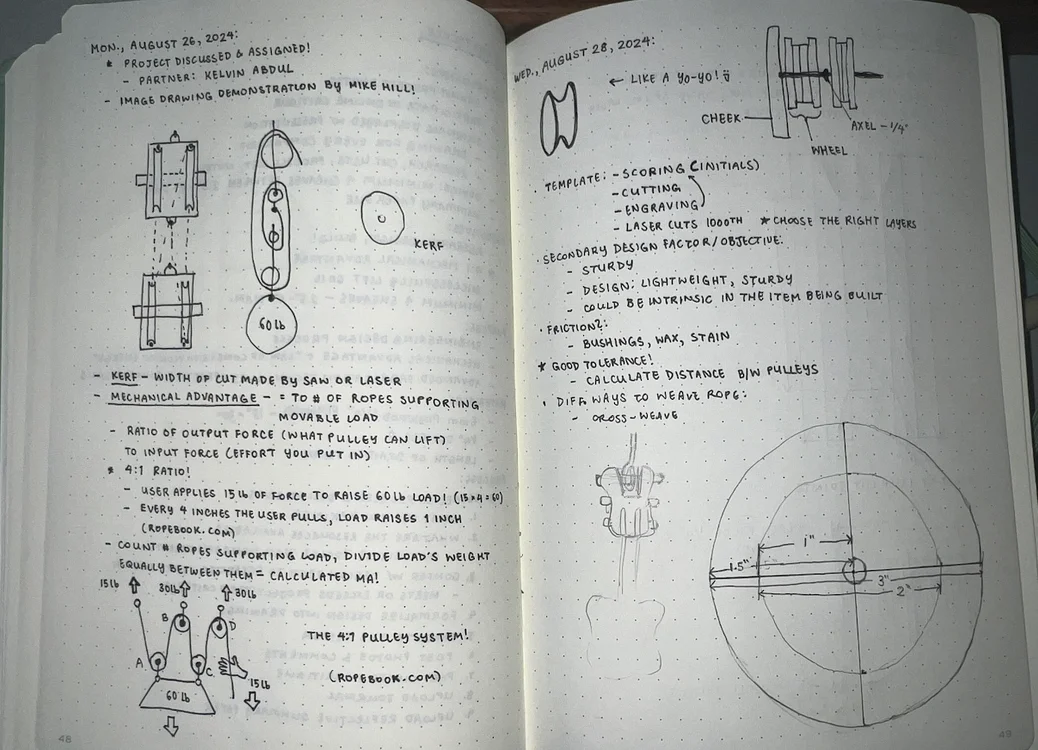 MON., AUGUST 26, 2024:
* PROJECT DISCUSSED & ASSIGNED!
- PARTNER: KELVIN ABDUL
- IMAGE DRAWING DEMONSTRATION BY MIKE HILL!
KERF
60 lb
- KERF - WIDTH OF CUT MADE BY SAW OR LASER
- MECHANICAL ADVANTAGE - = TO # OF ROPES SUPPORTING
MOVABLE LOAD
- RATIO OF OUTPUT FORCE (WHAT PULLEY CAN LIFT)
TO INPUT FORCE (EFFORT YOU PUT IN)
* 4:1 RATIO!
- USER APPLIES 15 lb OF FORCE TO RAISE 60 lb LOAD! (15 x 4 = 60)
- EVERY 4 INCHES THE USER PULLS, LOAD RAISES 1 INCH
(ROPEBOOK.COM)
- COUNT # ROPES SUPPORTING LOAD, DIVIDE LOAD'S WEIGHT
EQUALLY BETWEEN THEM = CALCULATED MA!
15 lb
30 lb
30 lb
B
D
A
C
60 lb
15 lb
THE 4:1 PULLEY SYSTEM!
(ROPEBOOK.COM)
48
WED., AUGUST 28, 2024:
← LIKE A YO-YO! ü
CHEEK
AXEL - 1/4"
WHEEL
· TEMPLATE: - SCORING (INITIALS)
- CUTTING
- ENGRAVING
- LASER CUTS 1000TH * CHOOSE THE RIGHT LAYERS
· SECONDARY DESIGN FACTOR/OBJECTIVE:
- STURDY
- DESIGN: LIGHTWEIGHT, STURDY
- COULD BE INTRINSIC IN THE ITEM BEING BUILT
· FRICTION?:
- BUSHINGS, WAX, STAIN
* GOOD TOLERANCE!
- CALCULATE DISTANCE B/W PULLEYS
· DIFF. WAYS TO WEAVE ROPE:
- CROSS-WEAVE
1"
1.5"
3"
2"
49